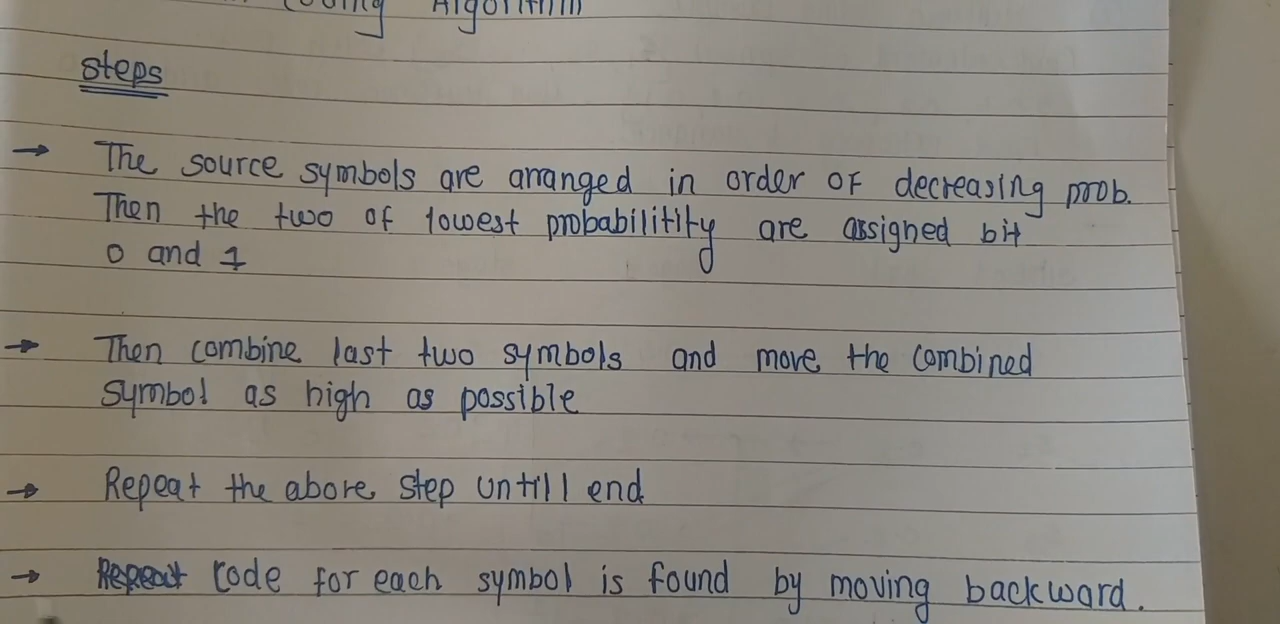 Coding Algorithm
steps
→ The source symbols are arranged in order of decreasing prob.
Then the two of lowest probabilitity are assigned bit
0 and 1
→ Then combine last two symbols and move the combined
symbol as high as possible
→ Repeat the above step untill end
→ Repeat code for each symbol is found by moving backward.